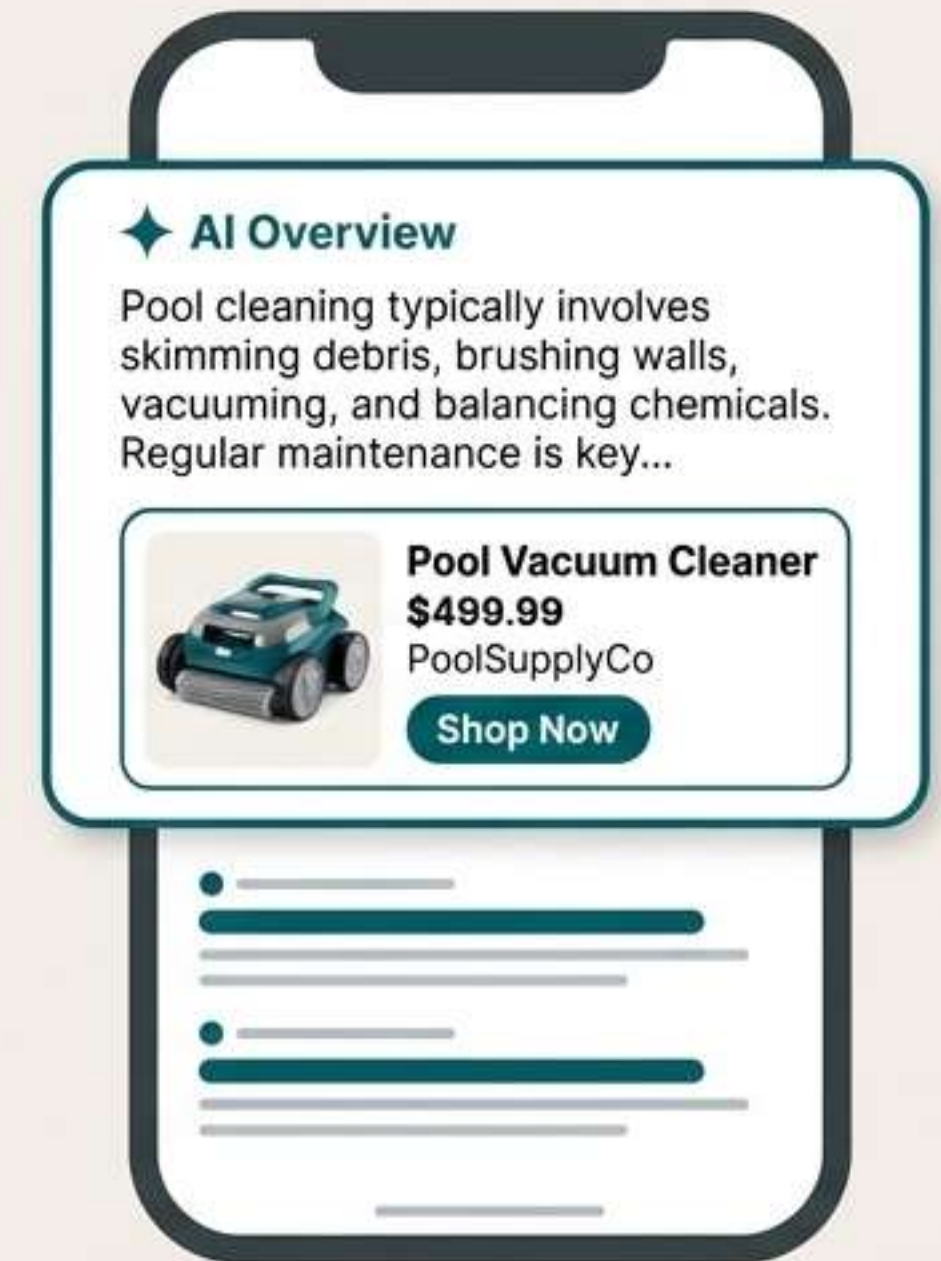 AI Overview
Pool cleaning typically involves
skimming debris, brushing walls,
vacuuming, and balancing chemicals.
Regular maintenance is key...
Pool Vacuum Cleaner
$499.99
PoolSupplyCo
Shop Now